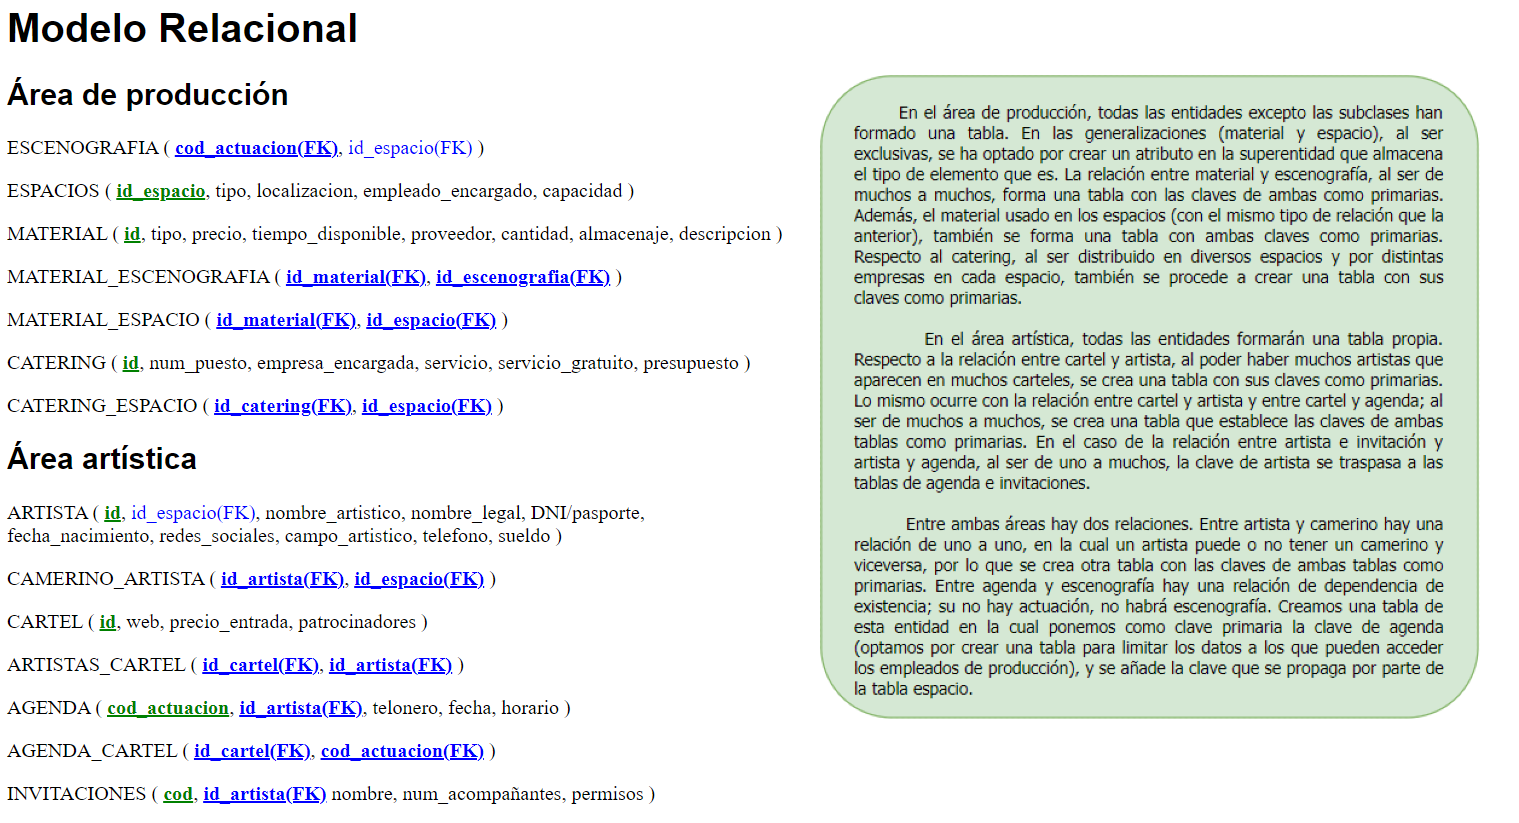 Modelo Relacional
Área de producción
ESCENOGRAFIA ( cod_actuacion(FK), id_espacio(FK) )
ESPACIOS ( id_espacio, tipo, localizacion, empleado_encargado, capacidad )
MATERIAL ( id, tipo, precio, tiempo_disponible, proveedor, cantidad, almacenaje, descripcion )
MATERIAL_ESCENOGRAFIA ( id_material(FK), id_escenografia(FK) )
MATERIAL_ESPACIO ( id_material(FK), id_espacio(FK) )
CATERING ( id, num_puesto, empresa_encargada, servicio, servicio_gratuito, presupuesto )
CATERING_ESPACIO ( id_catering(FK), id_espacio(FK) )
Área artística
ARTISTA ( id, id_espacio(FK), nombre_artistico, nombre_legal, DNI/pasporte,
fecha_nacimiento, redes_sociales, campo_artistico, telefono, sueldo )
CAMERINO_ARTISTA ( id_artista(FK), id_espacio(FK) )
CARTEL ( id, web, precio_entrada, patrocinadores )
ARTISTAS_CARTEL ( id_cartel(FK), id_artista(FK) )
AGENDA ( cod_actuacion, id_artista(FK), telonero, fecha, horario )
AGENDA_CARTEL ( id_cartel(FK), cod_actuacion(FK) )
INVITACIONES ( cod, id_artista(FK) nombre, num_acompañantes, permisos )
En el área de producción, todas las entidades excepto las subclases han
formado una tabla. En las generalizaciones (material y espacio), al ser
exclusivas, se ha optado por crear un atributo en la superentidad que almacena
el tipo de elemento que es. La relación entre material y escenografía, al ser de
muchos a muchos, forma una tabla con las claves de ambas como primarias.
Además, el material usado en los espacios (con el mismo tipo de relación que la
anterior), también se forma una tabla con ambas claves como primarias.
Respecto al catering, al ser distribuido en diversos espacios y por distintas
empresas en cada espacio, también se procede a crear una tabla con sus
claves como primarias.
En el área artística, todas las entidades formarán una tabla propia.
Respecto a la relación entre cartel y artista, al poder haber muchos artistas que
aparecen en muchos carteles, se crea una tabla con sus claves como primarias.
Lo mismo ocurre con la relación entre cartel y artista y entre cartel y agenda; al
ser de muchos a muchos, se crea una tabla que establece las claves de ambas
tablas como primarias. En el caso de la relación entre artista e invitación y
artista y agenda, al ser de uno a muchos, la clave de artista se traspasa a las
tablas de agenda e invitaciones.
Entre ambas áreas hay dos relaciones. Entre artista y camerino hay una
relación de uno a uno, en la cual un artista puede o no tener un camerino y
viceversa, por lo que se crea otra tabla con las claves de ambas tablas como
primarias. Entre agenda y escenografía hay una relación de dependencia de
existencia; su no hay actuación, no habrá escenografía. Creamos una tabla de
esta entidad en la cual ponemos como clave primaria la clave de agenda
(optamos por crear una tabla para limitar los datos a los que pueden acceder
los empleados de producción), y se añade la clave que se propaga por parte de
la tabla espacio.